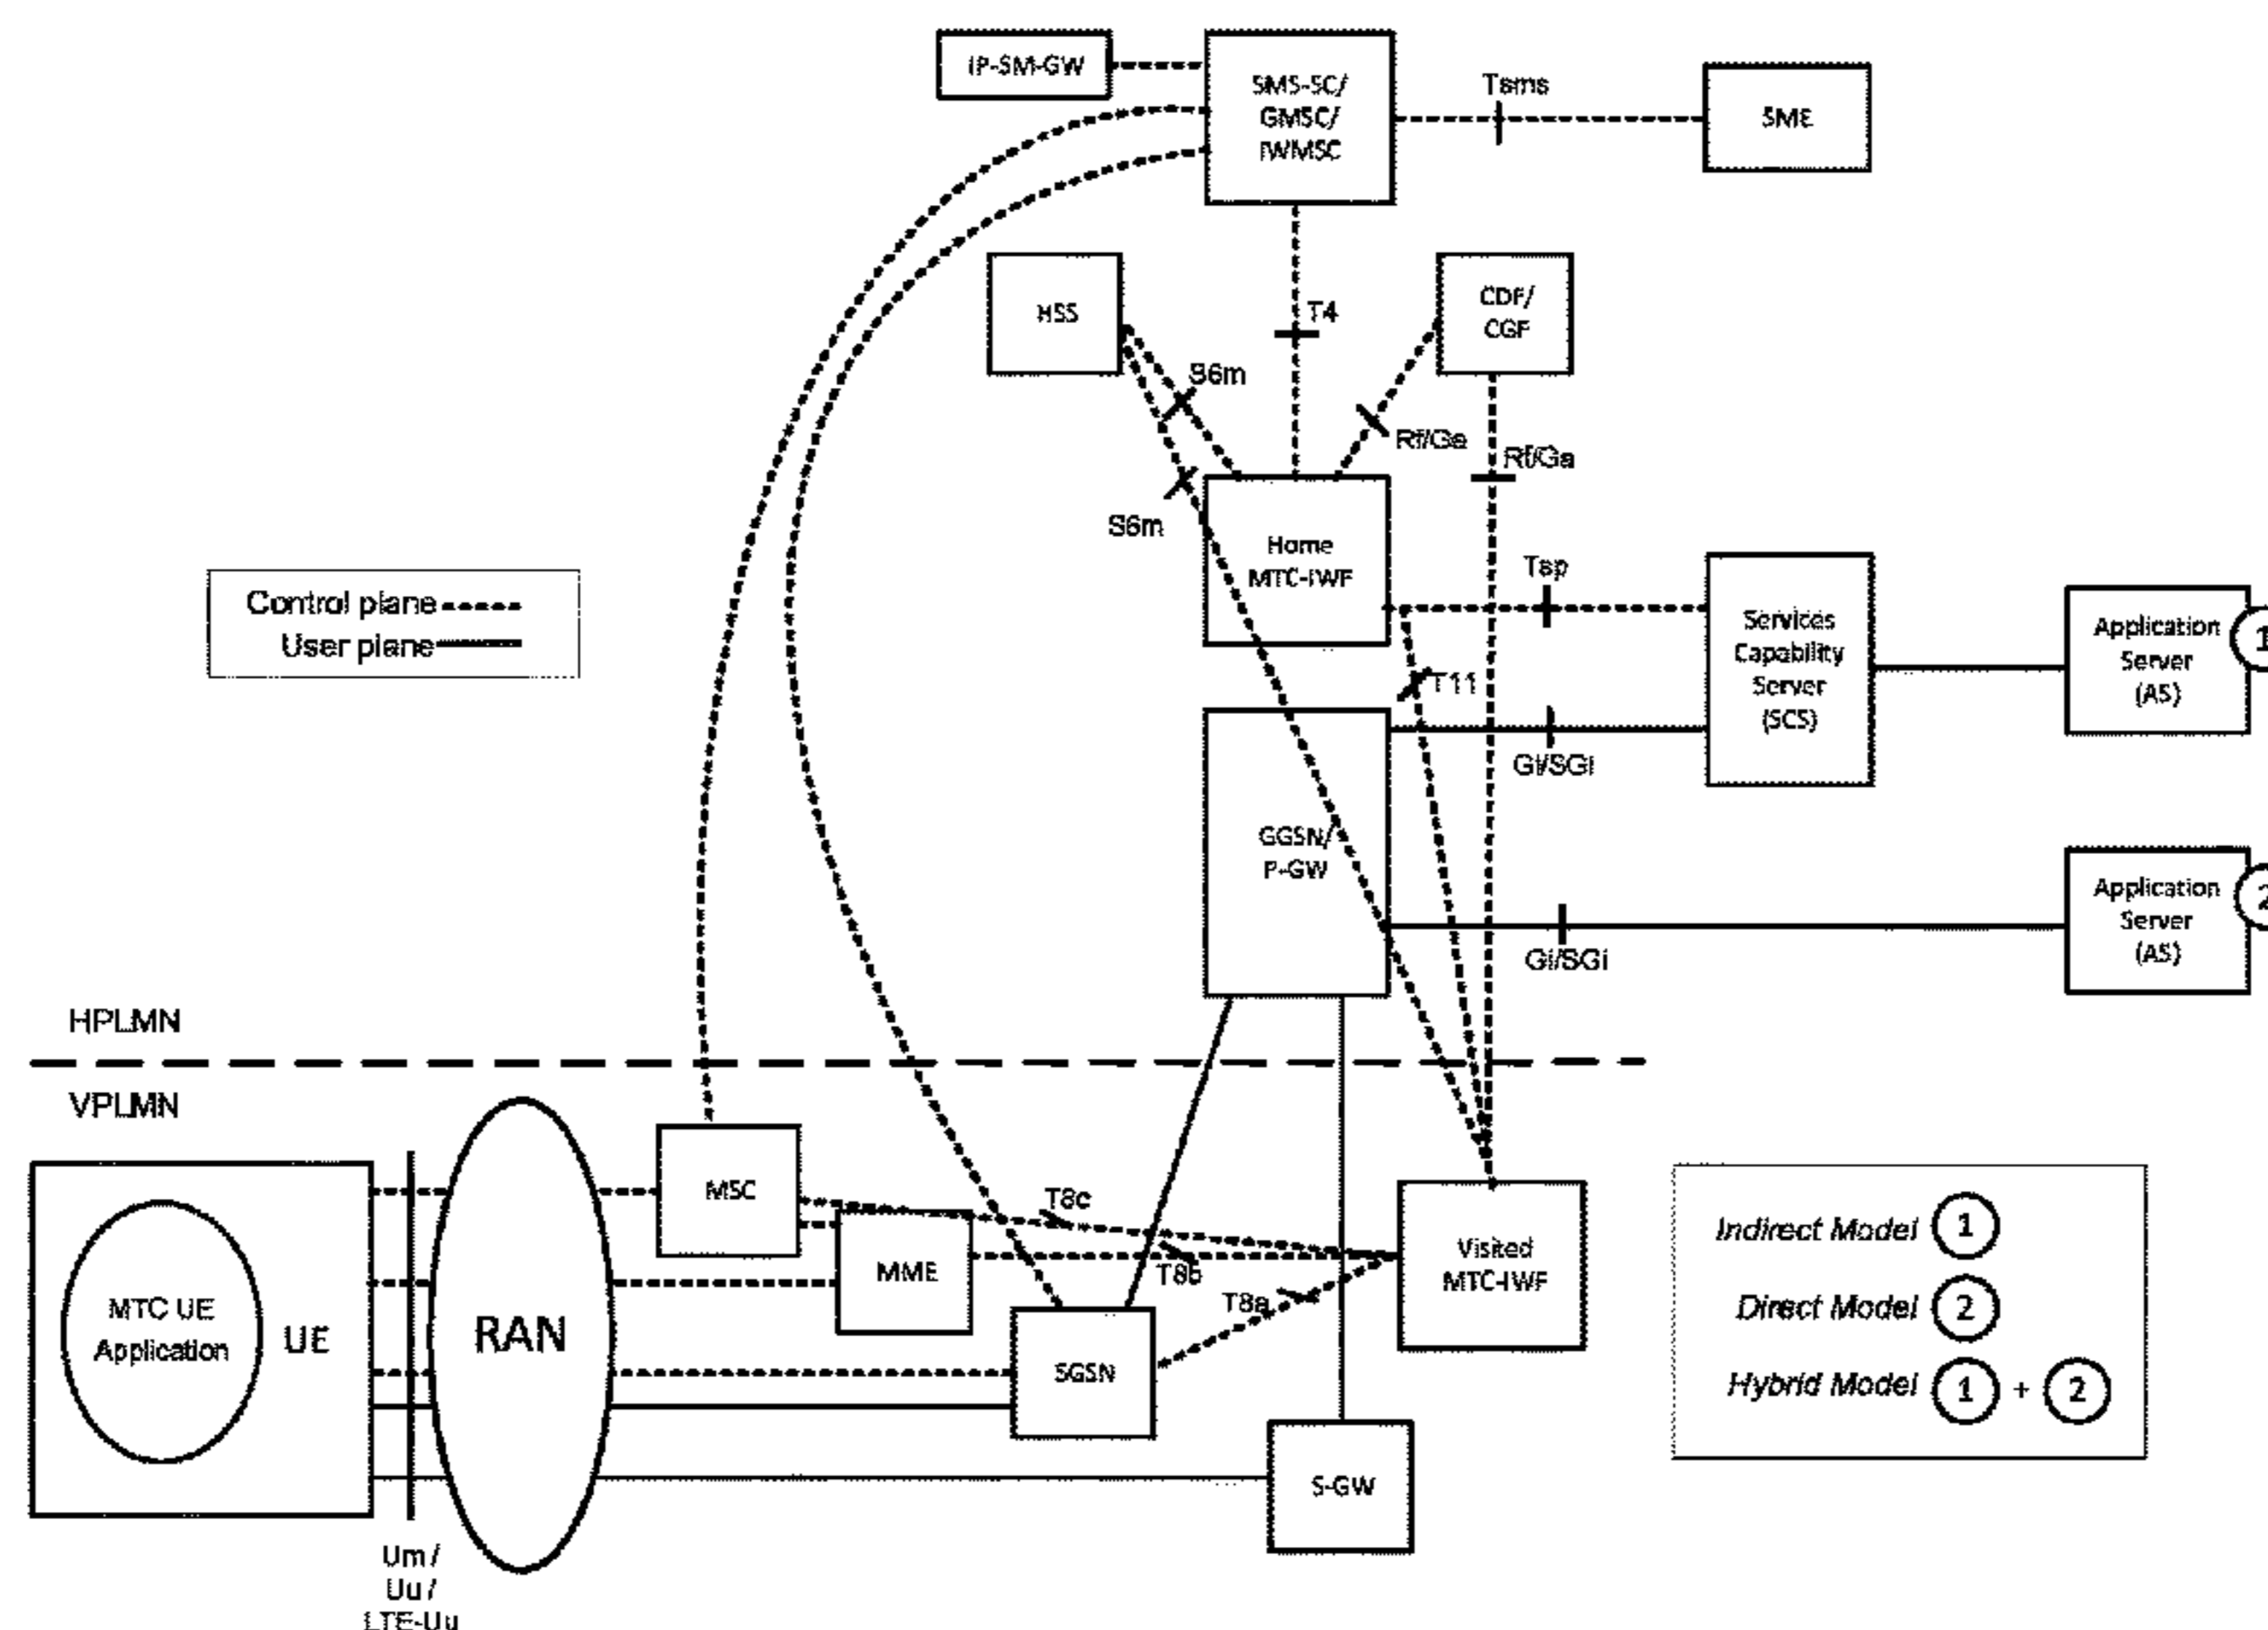 IP-SM-GW
SMS-SC/
GMSC/
IWMSC
Tsms
SME
HSS
T4
CDF/
CGF
S6m
Rf/Ga
Rf/Ga
S6m
Home
MTC-IWF
Tsp
Services
Capability
Server
(SCS)
Application
Server
(AS)
1
Control plane
User plane
T11
Gi/SGi
GGSN/
P-GW
Application
Server
(AS)
2
Gi/SGi
HPLMN
VPLMN
MSC
T8c
MME
T8b
T8a
Visited
MTC-IWF
MTC UE
Application
UE
RAN
SGSN
S-GW
Indirect Model 1
Direct Model 2
Hybrid Model 1 + 2
Um /
Uu /
LTE-Uu